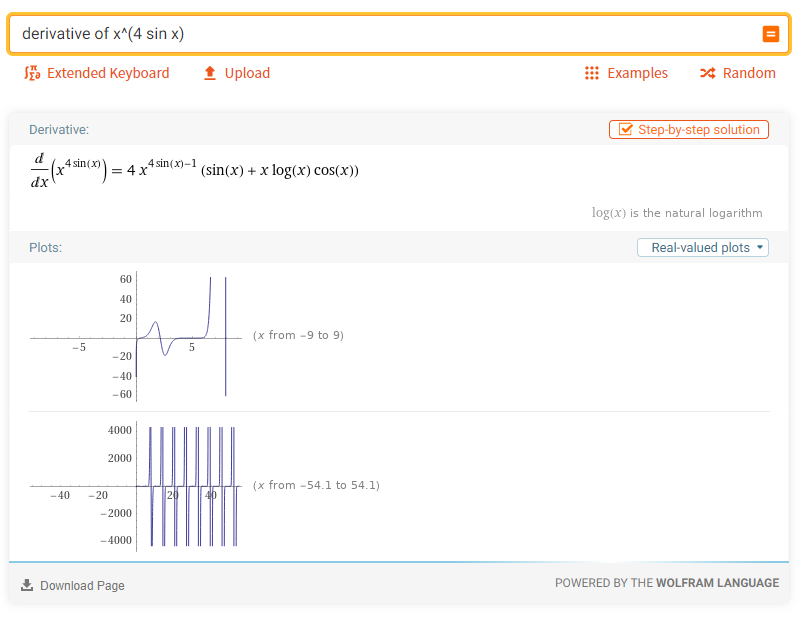 derivative of x^(4 sin x)
Extended Keyboard Upload Examples Random
Derivative: Step-by-step solution
d/dx(x^(4 sin(x))) = 4 x^(4 sin(x)−1) (sin(x) + x log(x) cos(x))
log(x) is the natural logarithm
Plots: Real-valued plots
60
40
20
−5 5
−20
−40
−60
(x from −9 to 9)
4000
2000
−40 −20 20 40
−2000
−4000
(x from −54.1 to 54.1)
Download Page POWERED BY THE WOLFRAM LANGUAGE